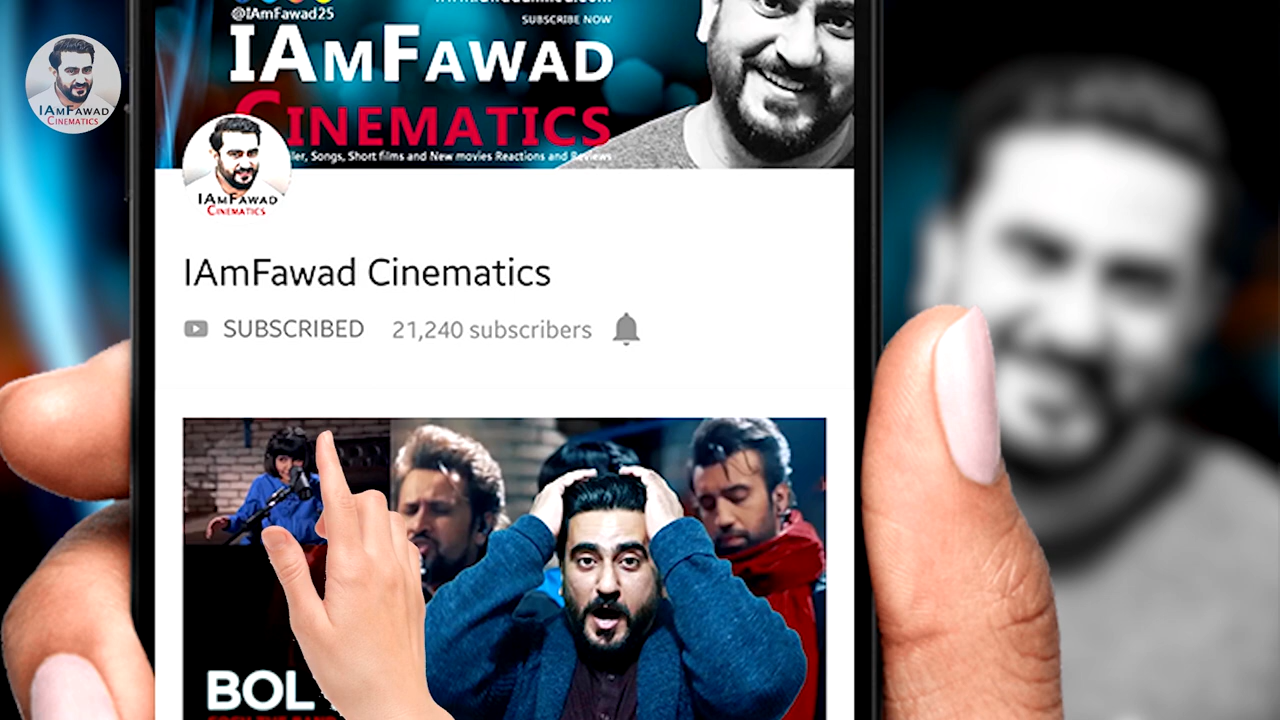 @IAmFawad25
SUBSCRIBE NOW
IAmFawad
Cinematics
Songs, Short films and New movies Reactions and Reviews
IAmFawad
Cinematics
IAmFawad
Cinematics
IAmFawad Cinematics
SUBSCRIBED 21,240 subscribers
BOL